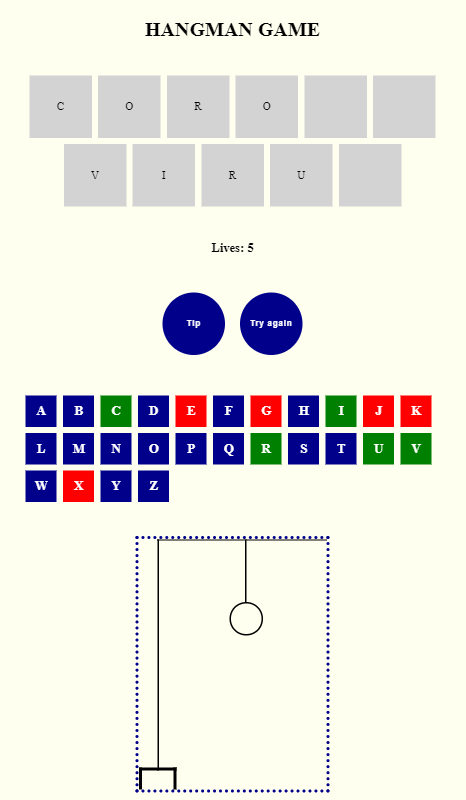 HANGMAN GAME
C O R O
V I R U
Lives: 5
Tip Try again
A B C D E F G H I J K
L M N O P Q R S T U V
W X Y Z